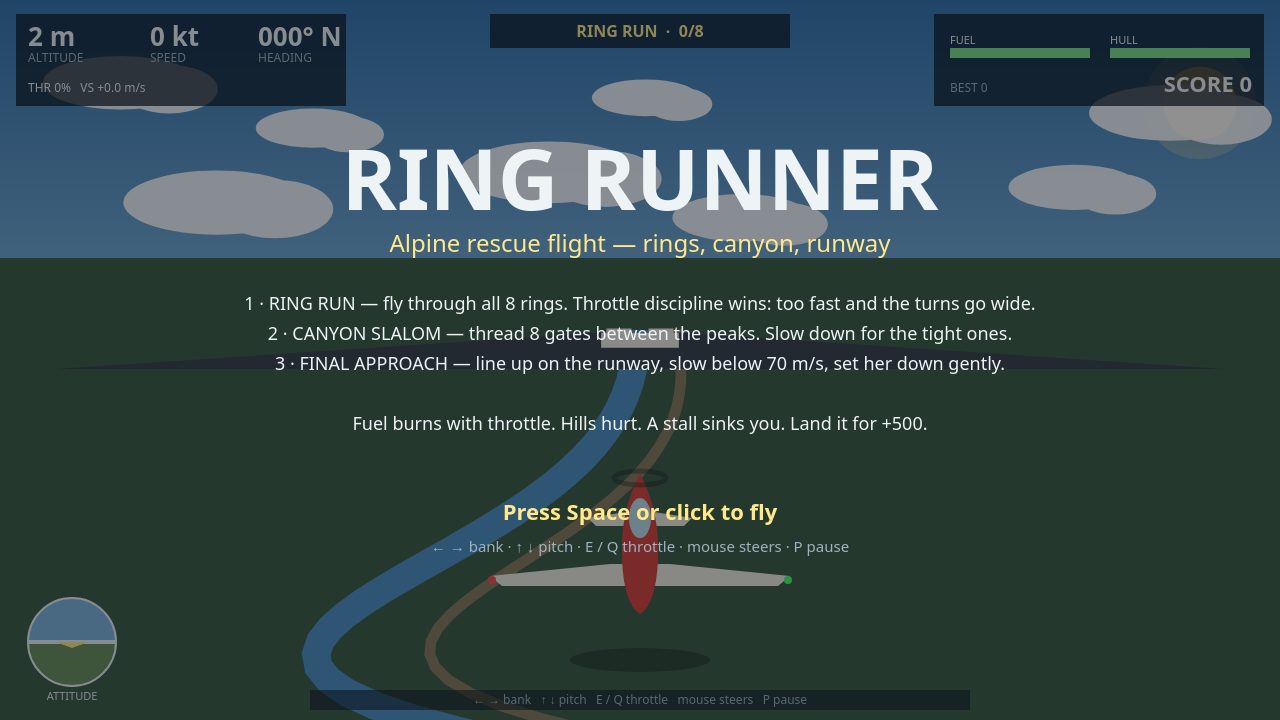 2 m
ALTITUDE
0 kt
SPEED
000° N
HEADING
THR 0% VS +0.0 m/s
RING RUN · 0/8
FUEL
HULL
BEST 0
SCORE 0
RING RUNNER
Alpine rescue flight — rings, canyon, runway
1 · RING RUN — fly through all 8 rings. Throttle discipline wins: too fast and the turns go wide.
2 · CANYON SLALOM — thread 8 gates between the peaks. Slow down for the tight ones.
3 · FINAL APPROACH — line up on the runway, slow below 70 m/s, set her down gently.
Fuel burns with throttle. Hills hurt. A stall sinks you. Land it for +500.
Press Space or click to fly
← → bank · ↑ ↓ pitch · E / Q throttle · mouse steers · P pause
ATTITUDE
← → bank ↑ ↓ pitch E / Q throttle mouse steers P pause